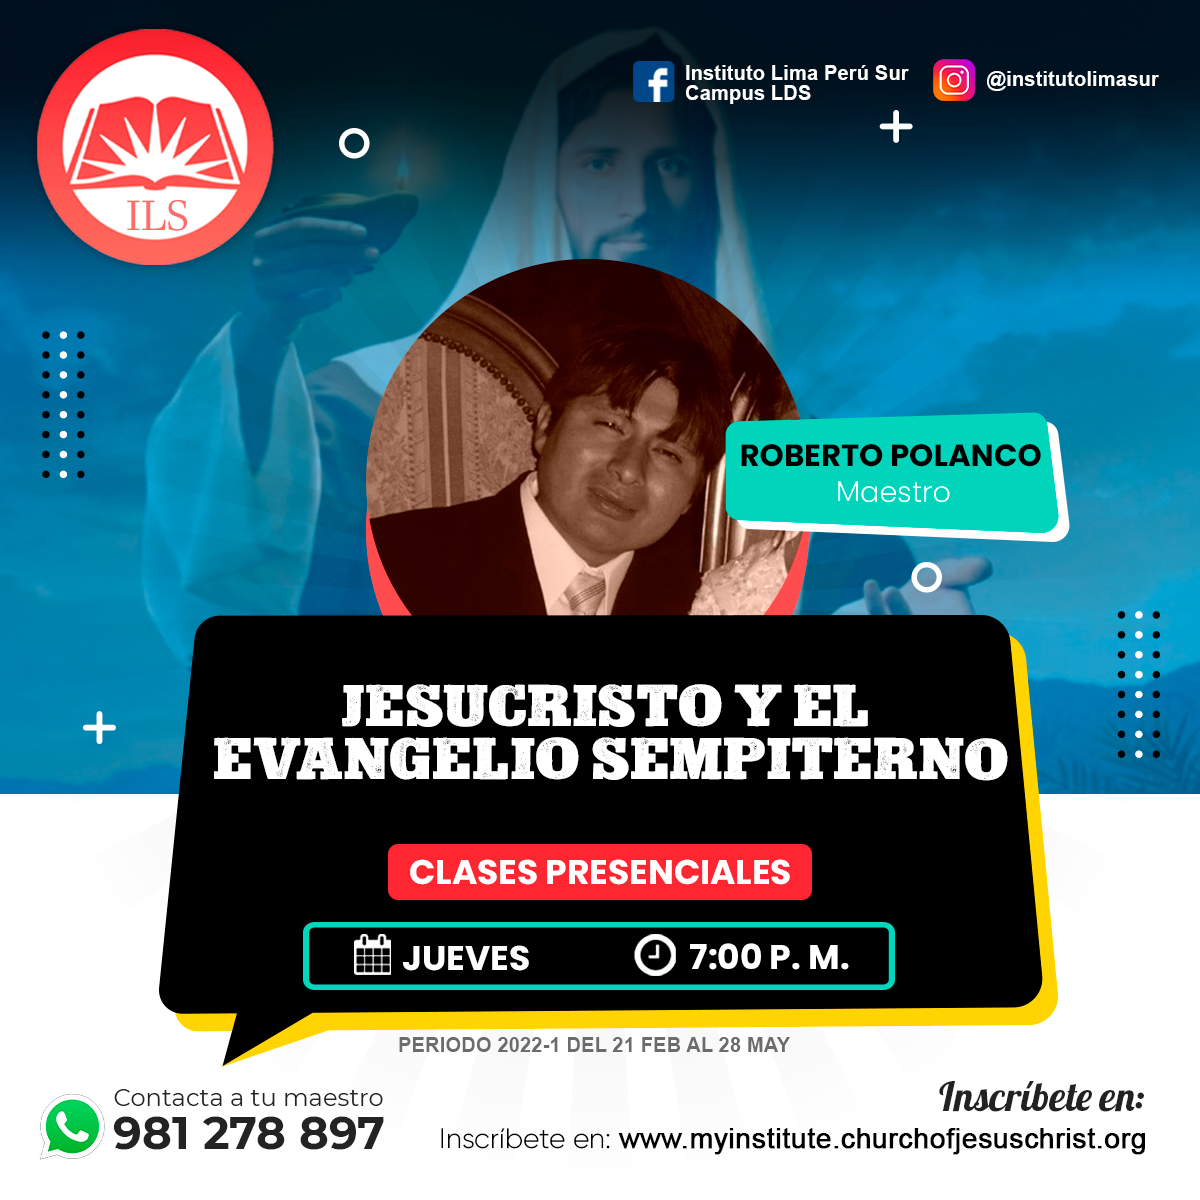 ILS
Instituto Lima Perú Sur
Campus LDS
@institutolimasur
ROBERTO POLANCO
Maestro
JESUCRISTO Y EL
EVANGELIO SEMPITERNO
CLASES PRESENCIALES
JUEVES
7:00 P. M.
PERIODO 2022-1 DEL 21 FEB AL 28 MAY
Contacta a tu maestro
981 278 897
Inscríbete en:
Inscríbete en: www.myinstitute.churchofjesuschrist.org